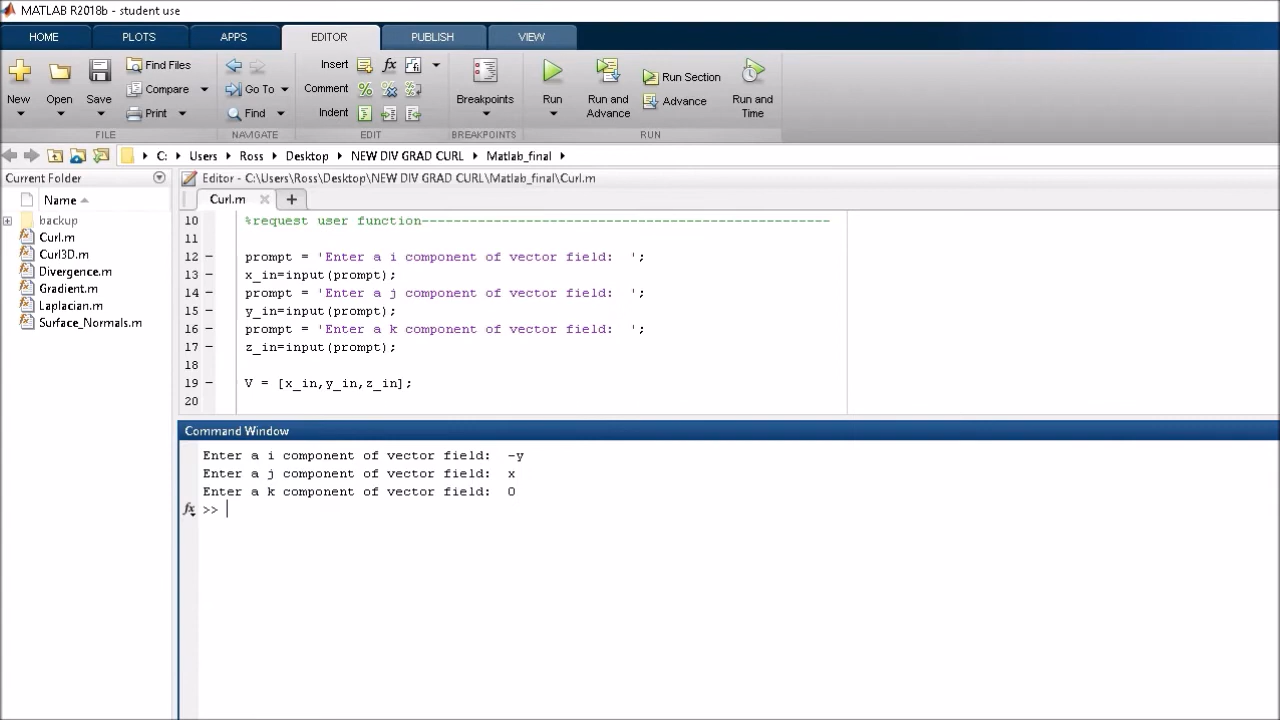 MATLAB R2018b - student use
HOME PLOTS APPS EDITOR PUBLISH VIEW
New Open Save Find Files Compare Print Go To Find Insert Comment Indent fx Breakpoints Run Run and Advance Run Section Advance Run and Time
FILE NAVIGATE EDIT BREAKPOINTS RUN
C: Users Ross Desktop NEW DIV GRAD CURL Matlab_final
Current Folder
Name
backup
Curl.m
Curl3D.m
Divergence.m
Gradient.m
Laplacian.m
Surface_Normals.m
Editor - C:\Users\Ross\Desktop\NEW DIV GRAD CURL\Matlab_final\Curl.m
Curl.m
10 %request user function---------------------------------------------------
11
12 – prompt = 'Enter a i component of vector field:  ';
13 – x_in=input(prompt);
14 – prompt = 'Enter a j component of vector field:  ';
15 – y_in=input(prompt);
16 – prompt = 'Enter a k component of vector field:  ';
17 – z_in=input(prompt);
18
19 – V = [x_in,y_in,z_in];
20
Command Window
Enter a i component of vector field:  -y
Enter a j component of vector field:  x
Enter a k component of vector field:  0
fx >>